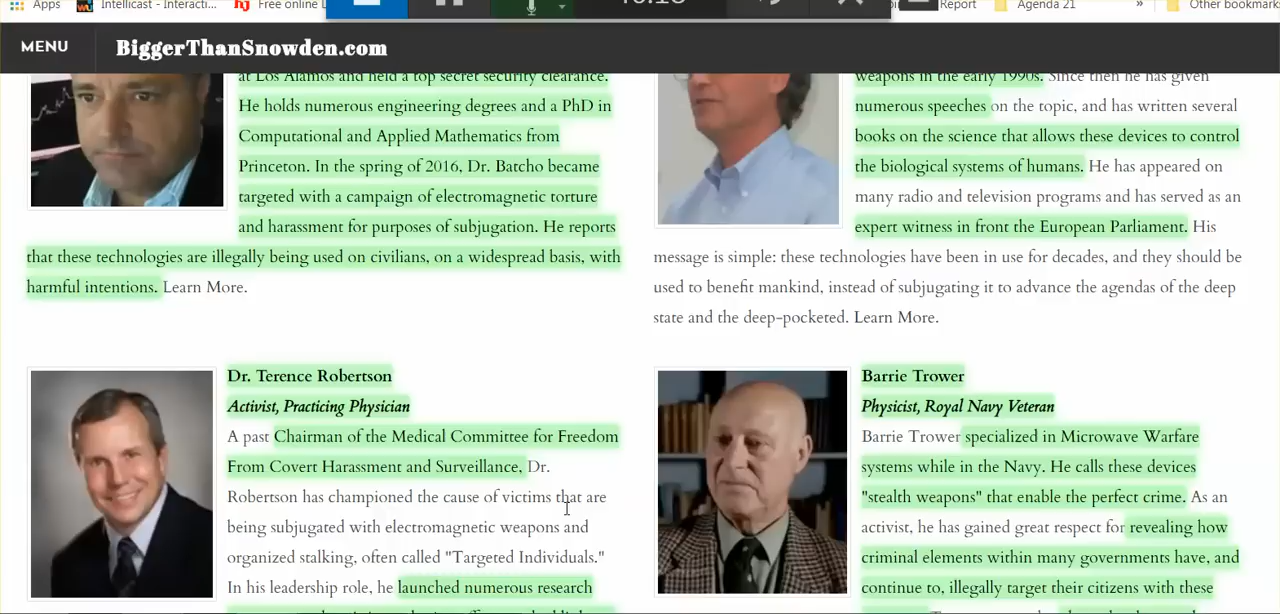 Apps Intellicast - Interacti... Free online Report Agenda 21 » Other bookmark
MENU BiggerThanSnowden.com
at Los Alamos and held a top secret security clearance.
He holds numerous engineering degrees and a PhD in
Computational and Applied Mathematics from
Princeton. In the spring of 2016, Dr. Batcho became
targeted with a campaign of electromagnetic torture
and harassment for purposes of subjugation. He reports
that these technologies are illegally being used on civilians, on a widespread basis, with
harmful intentions. Learn More.
weapons in the early 1990s. Since then he has given
numerous speeches on the topic, and has written several
books on the science that allows these devices to control
the biological systems of humans. He has appeared on
many radio and television programs and has served as an
expert witness in front the European Parliament. His
message is simple: these technologies have been in use for decades, and they should be
used to benefit mankind, instead of subjugating it to advance the agendas of the deep
state and the deep-pocketed. Learn More.
Dr. Terence Robertson
Activist, Practicing Physician
A past Chairman of the Medical Committee for Freedom
From Covert Harassment and Surveillance, Dr.
Robertson has championed the cause of victims that are
being subjugated with electromagnetic weapons and
organized stalking, often called "Targeted Individuals."
In his leadership role, he launched numerous research
Barrie Trower
Physicist, Royal Navy Veteran
Barrie Trower specialized in Microwave Warfare
systems while in the Navy. He calls these devices
"stealth weapons" that enable the perfect crime. As an
activist, he has gained great respect for revealing how
criminal elements within many governments have, and
continue to, illegally target their citizens with these